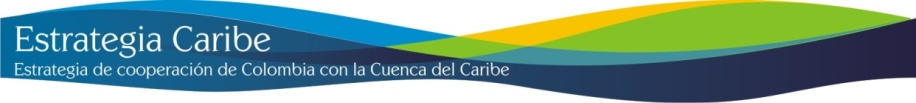 Estrategia Caribe
Estrategia de cooperación de Colombia con la Cuenca del Caribe